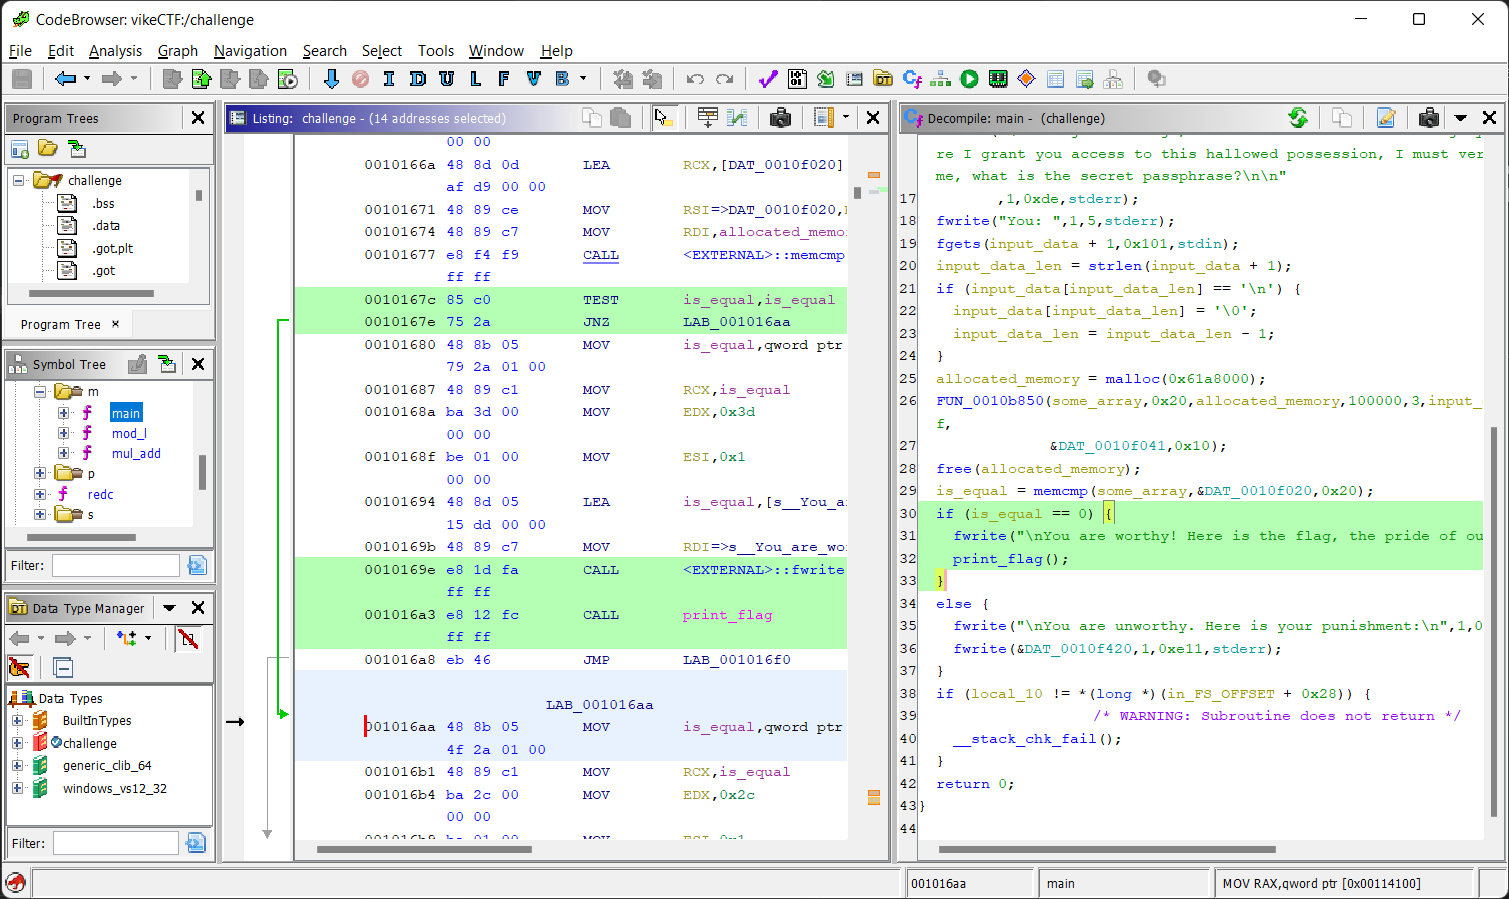 CodeBrowser: vikeCTF:/challenge
File Edit Analysis Graph Navigation Search Select Tools Window Help
I D U L F V B
Program Trees
challenge
.bss
.data
.got.plt
.got
Program Tree ×
Symbol Tree
m
main
mod_l
mul_add
p
redc
s
Filter:
Data Type Manager
Data Types
BuiltInTypes
challenge
generic_clib_64
windows_vs12_32
Filter:
Listing: challenge - (14 addresses selected)
00 00
0010166a 48 8d 0d LEA RCX,[DAT_0010f020]
af d9 00 00
00101671 48 89 ce MOV RSI=>DAT_0010f020,
00101674 48 89 c7 MOV RDI,allocated_memo
00101677 e8 f4 f9 CALL <EXTERNAL>::memcmp
ff ff
0010167c 85 c0 TEST is_equal,is_equal
0010167e 75 2a JNZ LAB_001016aa
00101680 48 8b 05 MOV is_equal,qword ptr
79 2a 01 00
00101687 48 89 c1 MOV RCX,is_equal
0010168a ba 3d 00 MOV EDX,0x3d
00 00
0010168f be 01 00 MOV ESI,0x1
00 00
00101694 48 8d 05 LEA is_equal,[s__You_a
15 dd 00 00
0010169b 48 89 c7 MOV RDI=>s__You_are_wo
0010169e e8 1d fa CALL <EXTERNAL>::fwrite
ff ff
001016a3 e8 12 fc CALL print_flag
ff ff
001016a8 eb 46 JMP LAB_001016f0
LAB_001016aa
001016aa 48 8b 05 MOV is_equal,qword ptr
4f 2a 01 00
001016b1 48 89 c1 MOV RCX,is_equal
001016b4 ba 2c 00 MOV EDX,0x2c
00 00
001016b9 be 01 00 MOV ESI,0x1
Decompile: main - (challenge)
re I grant you access to this hallowed possession, I must ver
me, what is the secret passphrase?\n\n"
17 ,1,0xde,stderr);
18 fwrite("You: ",1,5,stderr);
19 fgets(input_data + 1,0x101,stdin);
20 input_data_len = strlen(input_data + 1);
21 if (input_data[input_data_len] == '\n') {
22 input_data[input_data_len] = '\0';
23 input_data_len = input_data_len - 1;
24 }
25 allocated_memory = malloc(0x61a8000);
26 FUN_0010b850(some_array,0x20,allocated_memory,100000,3,input_
f,
27 &DAT_0010f041,0x10);
28 free(allocated_memory);
29 is_equal = memcmp(some_array,&DAT_0010f020,0x20);
30 if (is_equal == 0) {
31 fwrite("\nYou are worthy! Here is the flag, the pride of ou
32 print_flag();
33 }
34 else {
35 fwrite("\nYou are unworthy. Here is your punishment:\n",1,0
36 fwrite(&DAT_0010f420,1,0xe11,stderr);
37 }
38 if (local_10 != *(long *)(in_FS_OFFSET + 0x28)) {
39 /* WARNING: Subroutine does not return */
40 __stack_chk_fail();
41 }
42 return 0;
43 }
44
001016aa
main
MOV RAX,qword ptr [0x00114100]